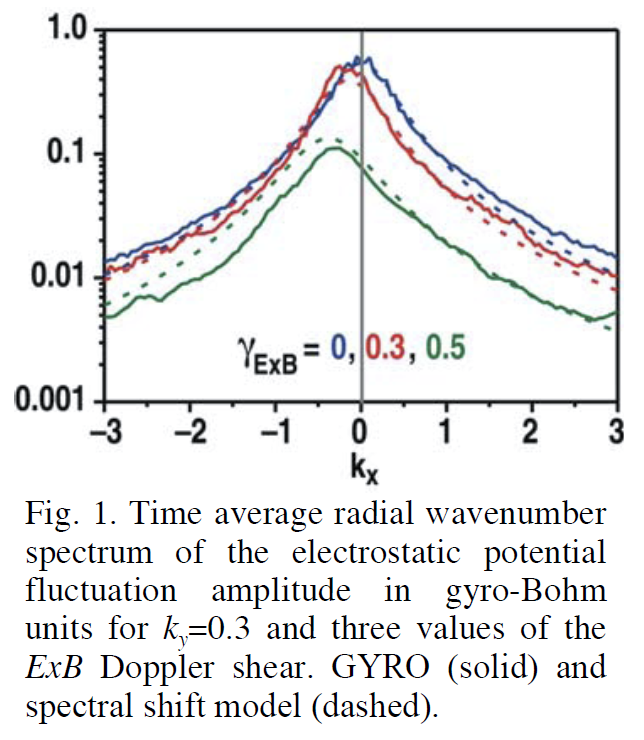 1.0
0.1
0.01
0.001
γExB = 0, 0.3, 0.5
−3 −2 −1 0 1 2 3
kx
Fig. 1. Time average radial wavenumber
spectrum of the electrostatic potential
fluctuation amplitude in gyro-Bohm
units for ky=0.3 and three values of the
ExB Doppler shear. GYRO (solid) and
spectral shift model (dashed).